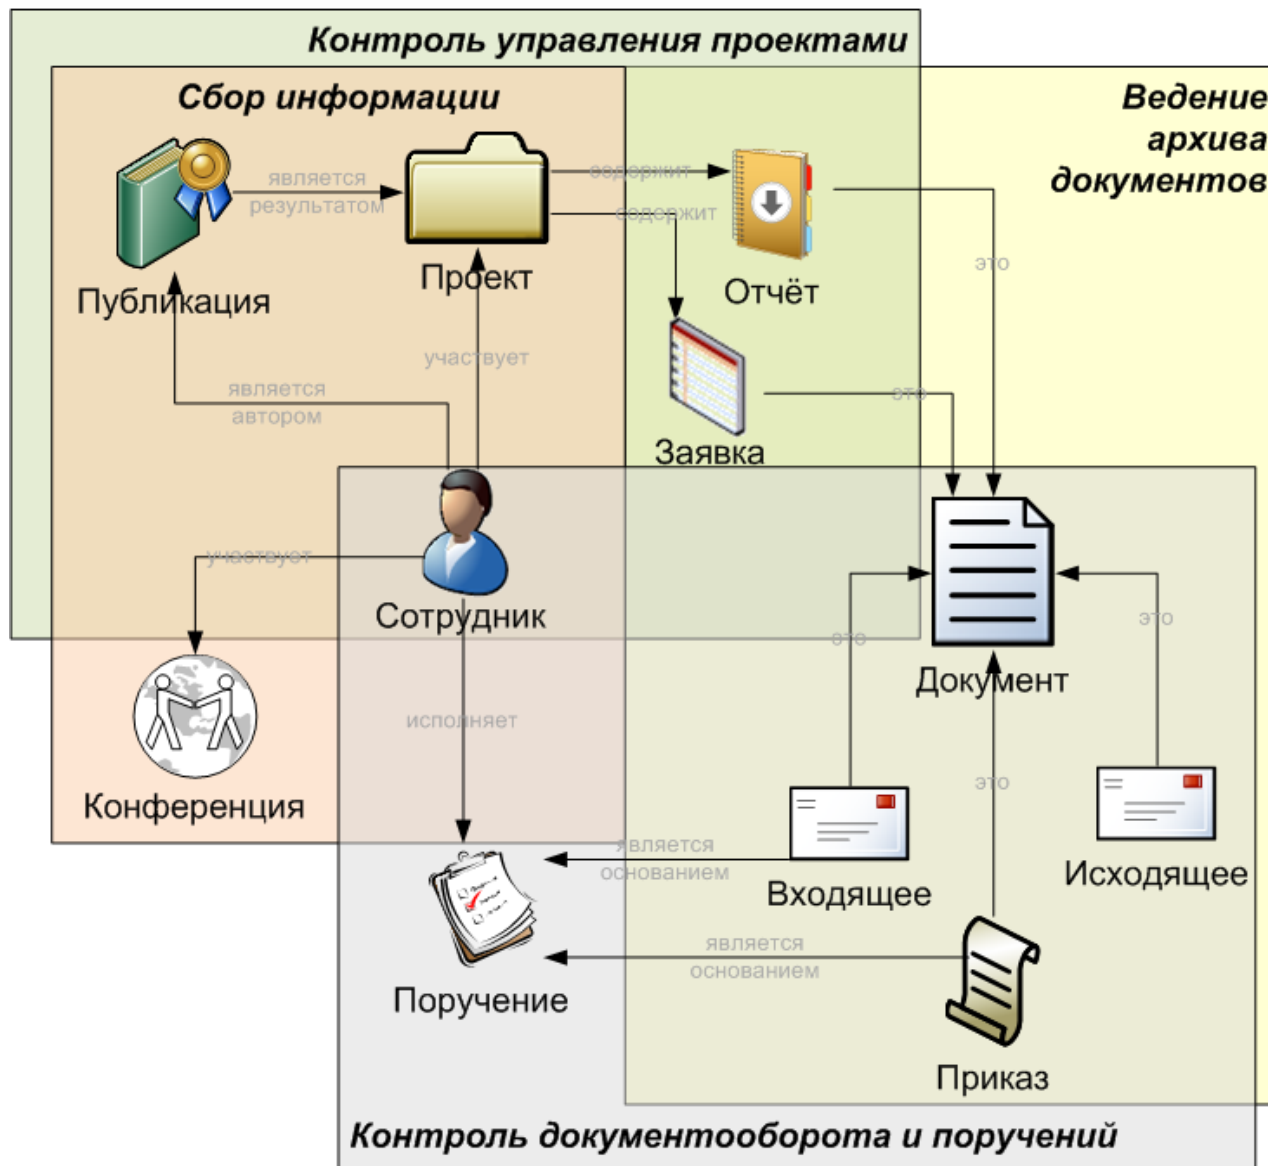 Контроль управления проектами
Сбор информации
Ведение
архива
документов
является
результатом
содержит
содержит
Публикация
Проект
Отчёт
это
участвует
является
автором
это
Заявка
участвует
Сотрудник
это
это
Документ
исполняет
это
Конференция
является
основанием
Входящее
Исходящее
является
основанием
Поручение
Приказ
Контроль документооборота и поручений